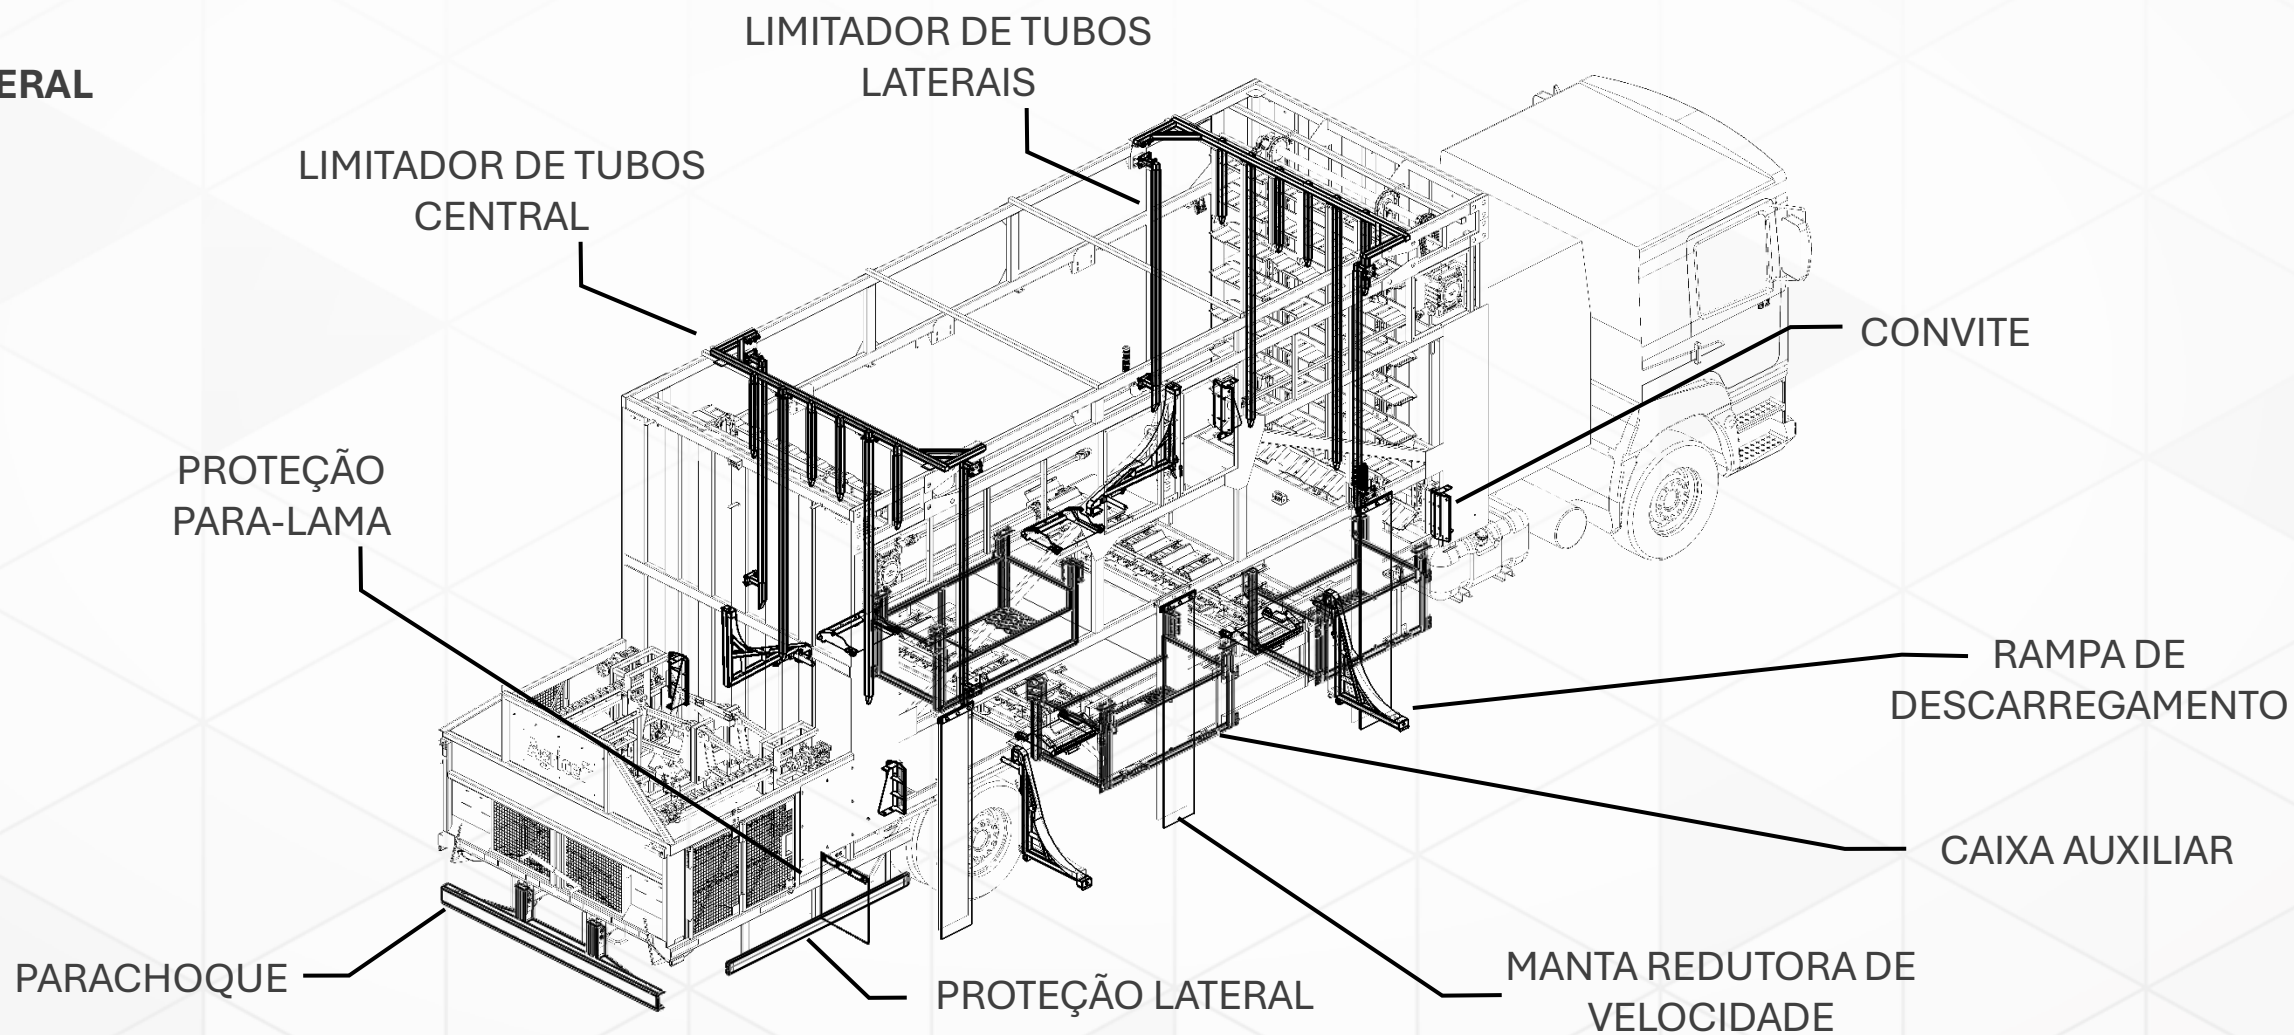 LIMITADOR DE TUBOS
LATERAIS
ERAL
LIMITADOR DE TUBOS
CENTRAL
CONVITE
PROTEÇÃO
PARA-LAMA
RAMPA DE
DESCARREGAMENTO
CAIXA AUXILIAR
PARACHOQUE
PROTEÇÃO LATERAL
MANTA REDUTORA DE
VELOCIDADE